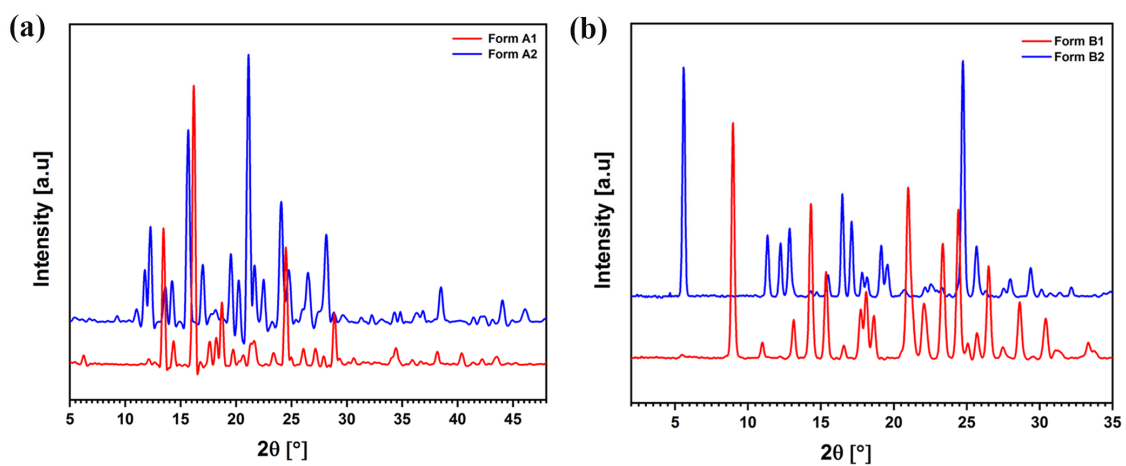 (a)
Form A1
Form A2
Intensity [a.u]
5 10 15 20 25 30 35 40 45
2θ [°]
(b)
Form B1
Form B2
Intensity [a.u]
5 10 15 20 25 30 35
2θ [°]